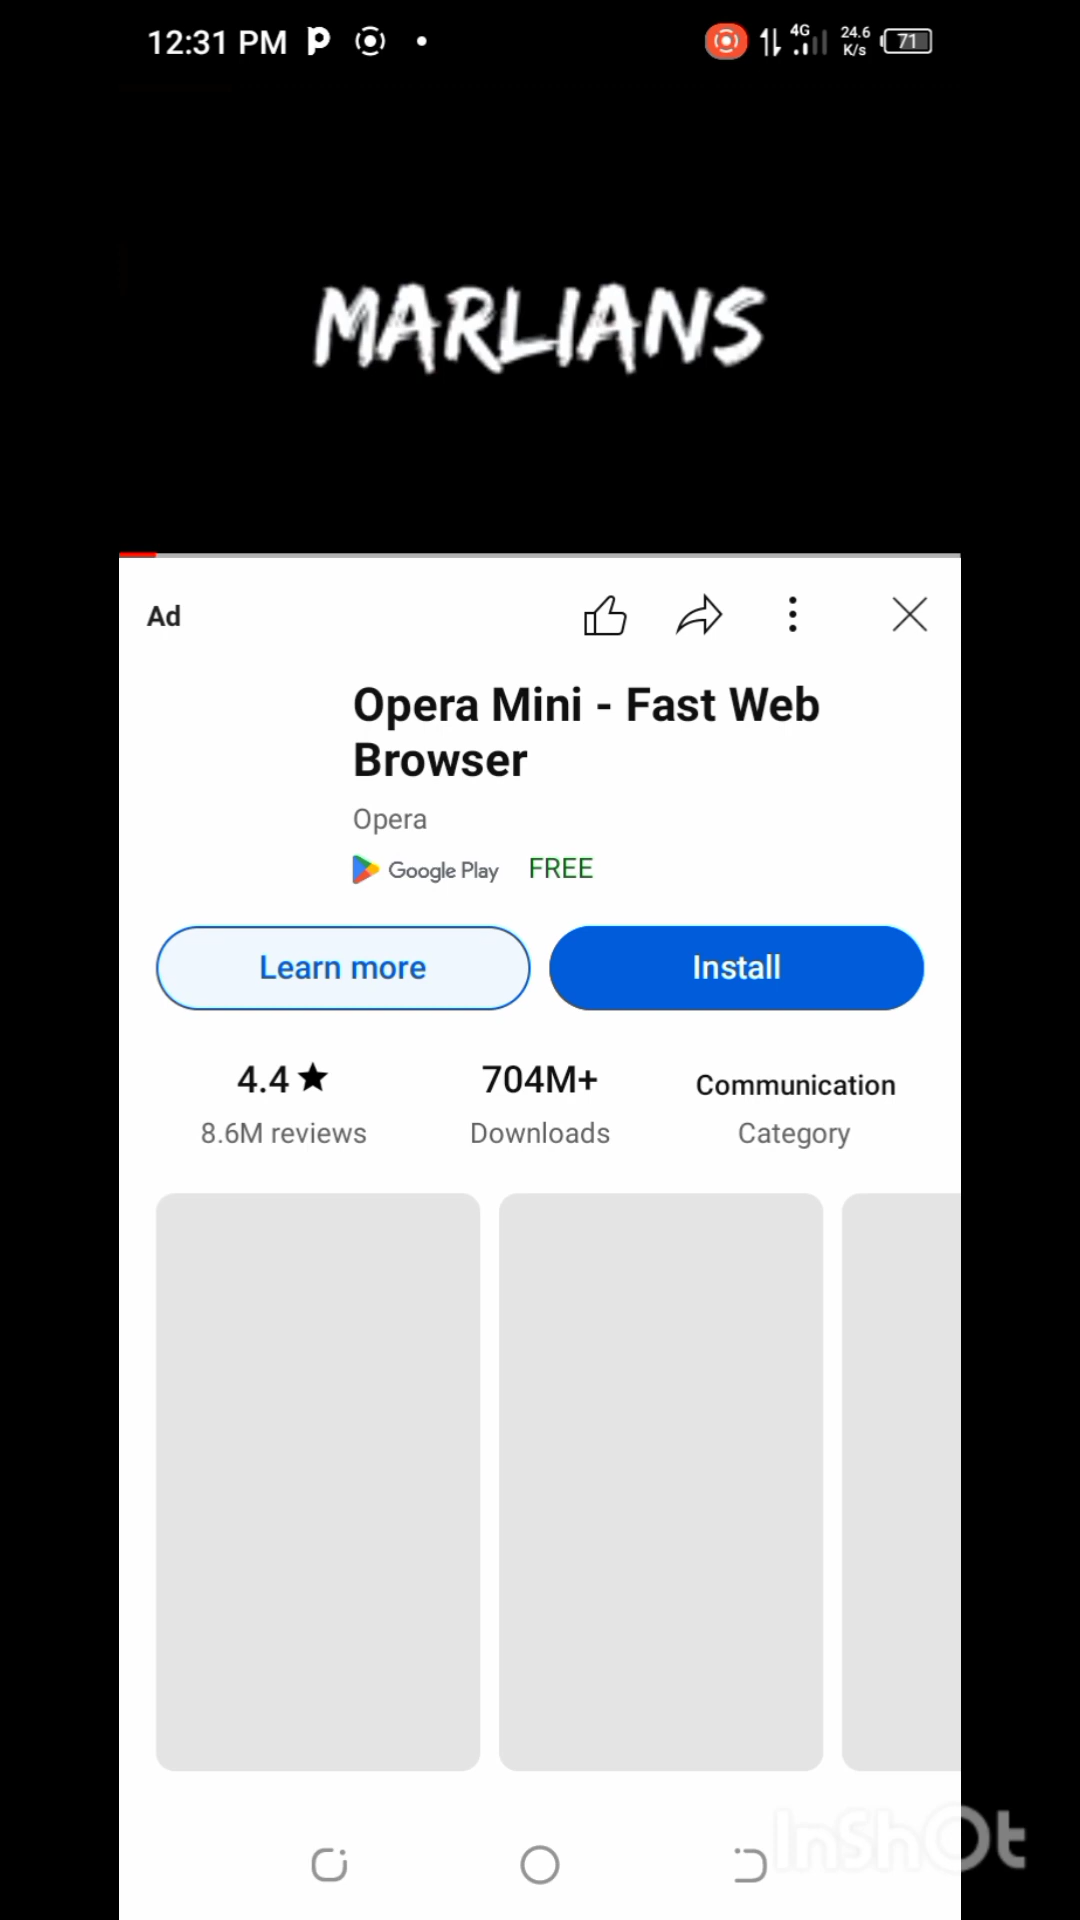 12:31 PM
4G
24.6
K/s
71
MARLIANS
Ad
Opera Mini - Fast Web
Browser
Opera
Google Play FREE
Learn more
Install
4.4★
704M+
Communication
8.6M reviews
Downloads
Category
InShOt